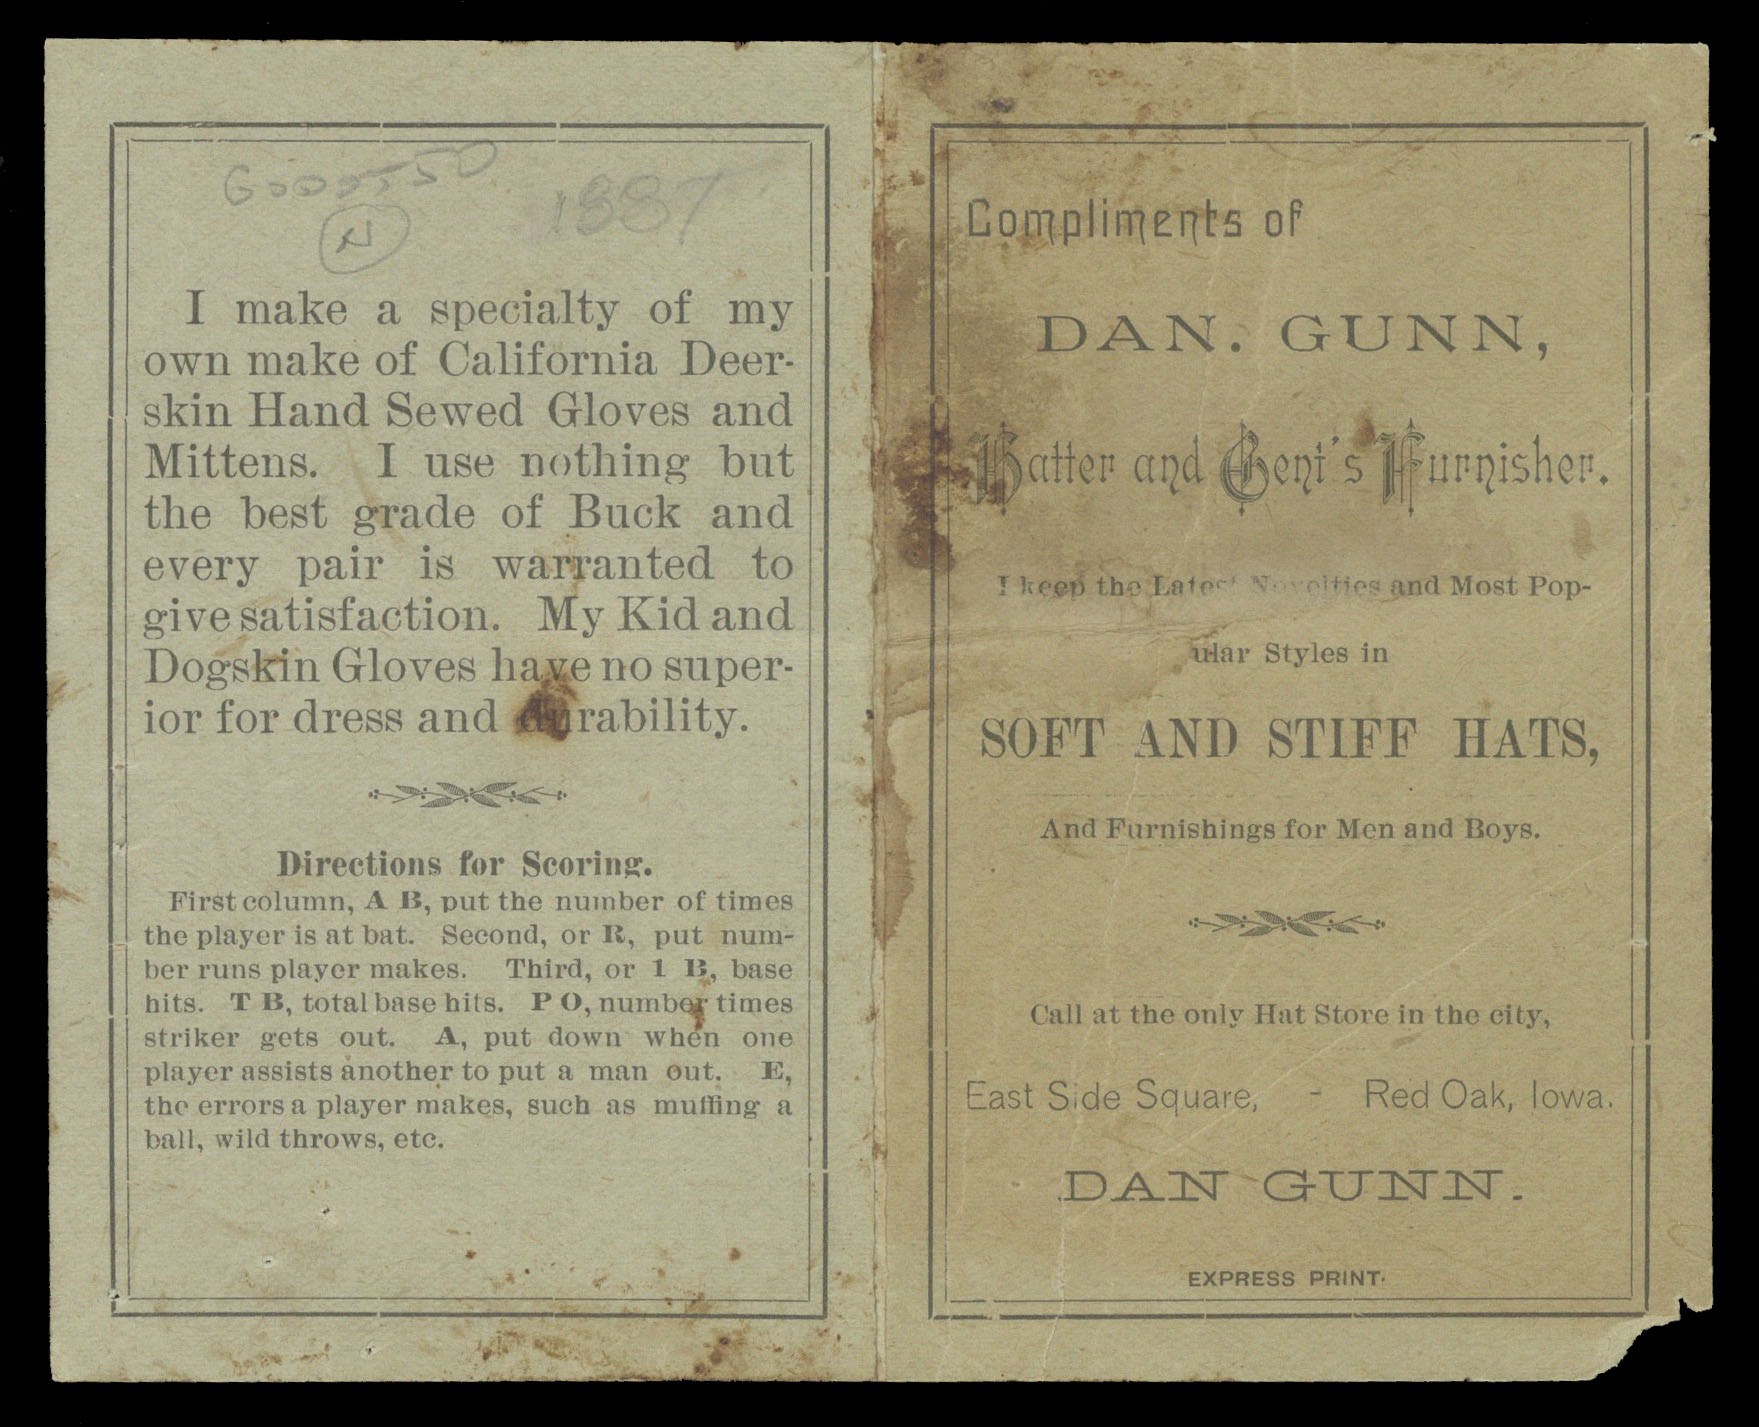 1887
N
I make a specialty of my
own make of California Deer-
skin Hand Sewed Gloves and
Mittens. I use nothing but
the best grade of Buck and
every pair is warranted to
give satisfaction. My Kid and
Dogskin Gloves have no super-
ior for dress and durability.
Directions for Scoring.
First column, A B, put the number of times
the player is at bat. Second, or R, put num-
ber runs player makes. Third, or 1 B, base
hits. T B, total base hits. P O, number times
striker gets out. A, put down when one
player assists another to put a man out. E,
the errors a player makes, such as muffing a
ball, wild throws, etc.
Compliments of
DAN. GUNN,
Hatter and Gent's Furnisher.
I keep the Latest Novelties and Most Pop-
ular Styles in
SOFT AND STIFF HATS,
And Furnishings for Men and Boys.
Call at the only Hat Store in the city,
East Side Square, - Red Oak, Iowa.
DAN GUNN.
EXPRESS PRINT.